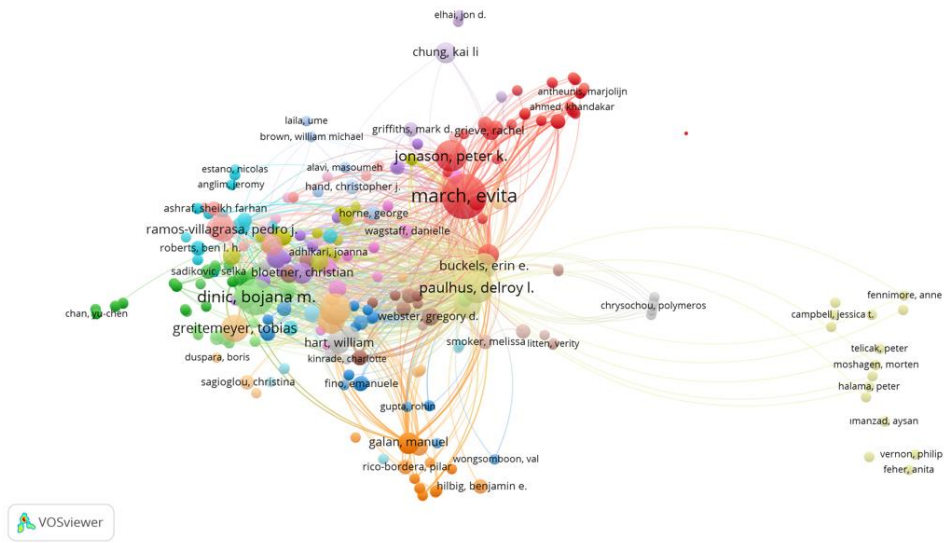 elhai, jon d.
chung, kai li
antheunis, marjolijn
ahmed, khandakar
laila, ume
griffiths, mark d.
grieve, rachel
brown, william michael
jonason, peter k.
estano, nicolas
alavi, masoumeh
anglim, jeromy
hand, christopher j.
march, evita
ashraf, sheikh farhan
horne, george
ramos-villagrasa, pedro j.
wagstaff, danielle
roberts, ben l. h.
adhikari, joanna
sadikovic, selka
bloetner, christian
buckels, erin e.
paulhus, delroy l.
dinic, bojana m.
fennimore, anne
chrysochou, polymeros
chan, yu-chen
campbell, jessica t.
webster, gregory d.
greitemeyer, tobias
hart, william
smoker, melissa
litten, verity
telicak, peter
duspara, boris
kinrade, charlotte
moshagen, morten
sagioglou, christina
fino, emanuele
halama, peter
gupta, rohin
manzad, aysan
galan, manuel
vernon, philip
wongsomboon, val
rico-bordera, pilar
feher, anita
hilbig, benjamin e.
VOSviewer